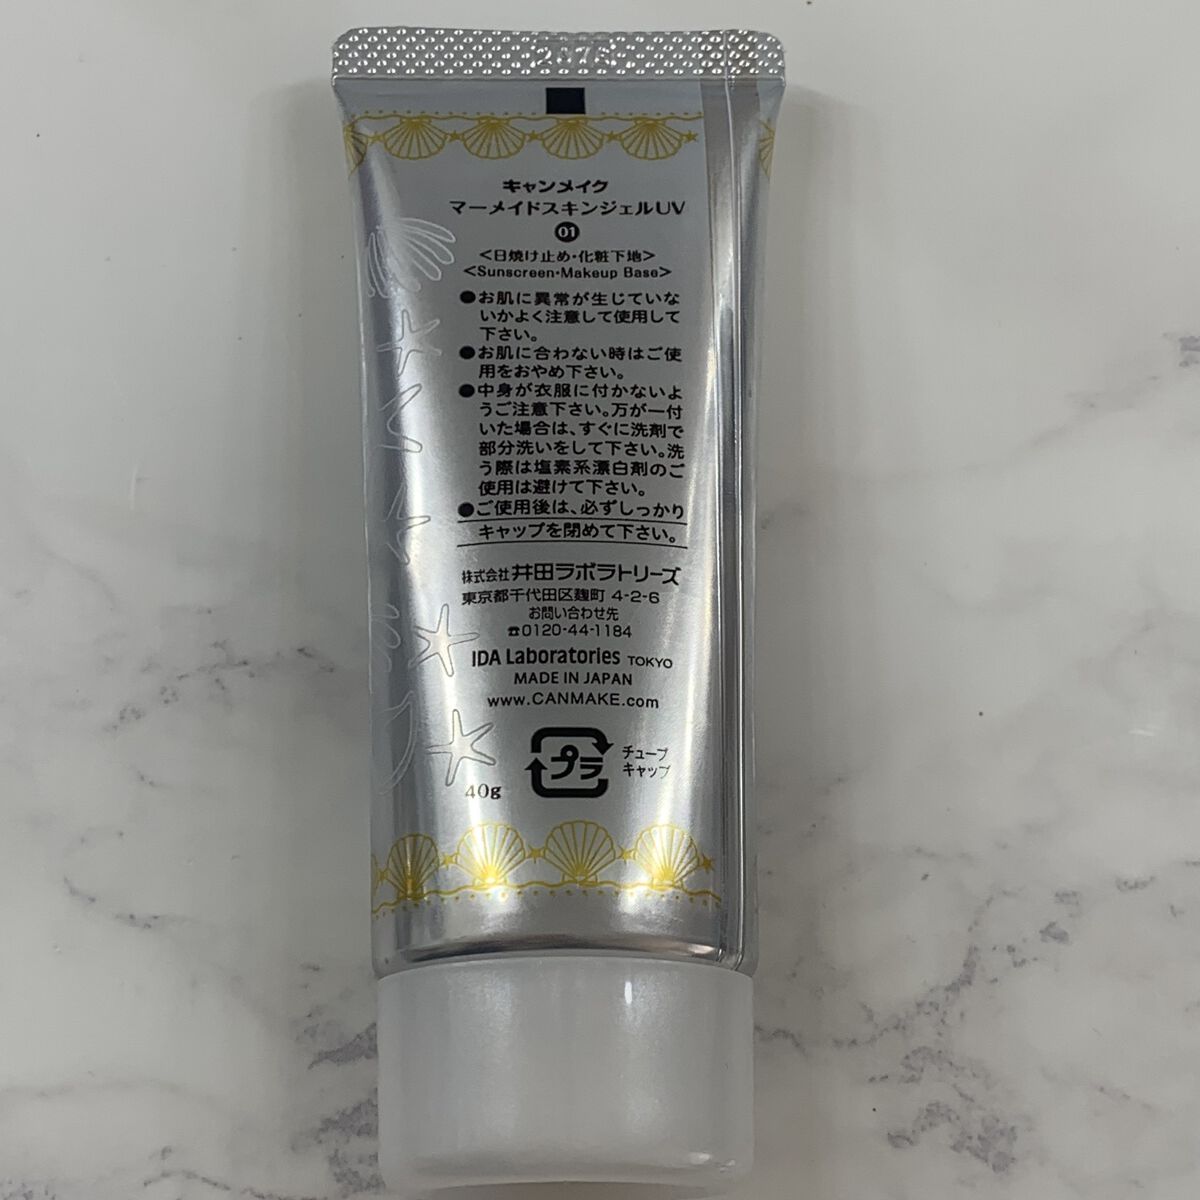 キャンメイク
マーメイドスキンジェルUV
01
<日焼け止め・化粧下地>
<Sunscreen・Makeup Base>
●お肌に異常が生じていな
いかよく注意して使用して
下さい。
●お肌に合わない時はご使
用をおやめ下さい。
●中身が衣服に付かないよ
うご注意下さい。万が一付
いた場合は、すぐに洗剤で
部分洗いをして下さい。洗
う際は塩素系漂白剤のご
使用は避けて下さい。
●ご使用後は、必ずしっかり
キャップを閉めて下さい。
株式会社 井田ラボラトリーズ
東京都千代田区麹町 4-2-6
お問い合わせ先
☎0120-44-1184
IDA Laboratories TOKYO
MADE IN JAPAN
www.CANMAKE.com
プラ
チューブ
キャップ
40g